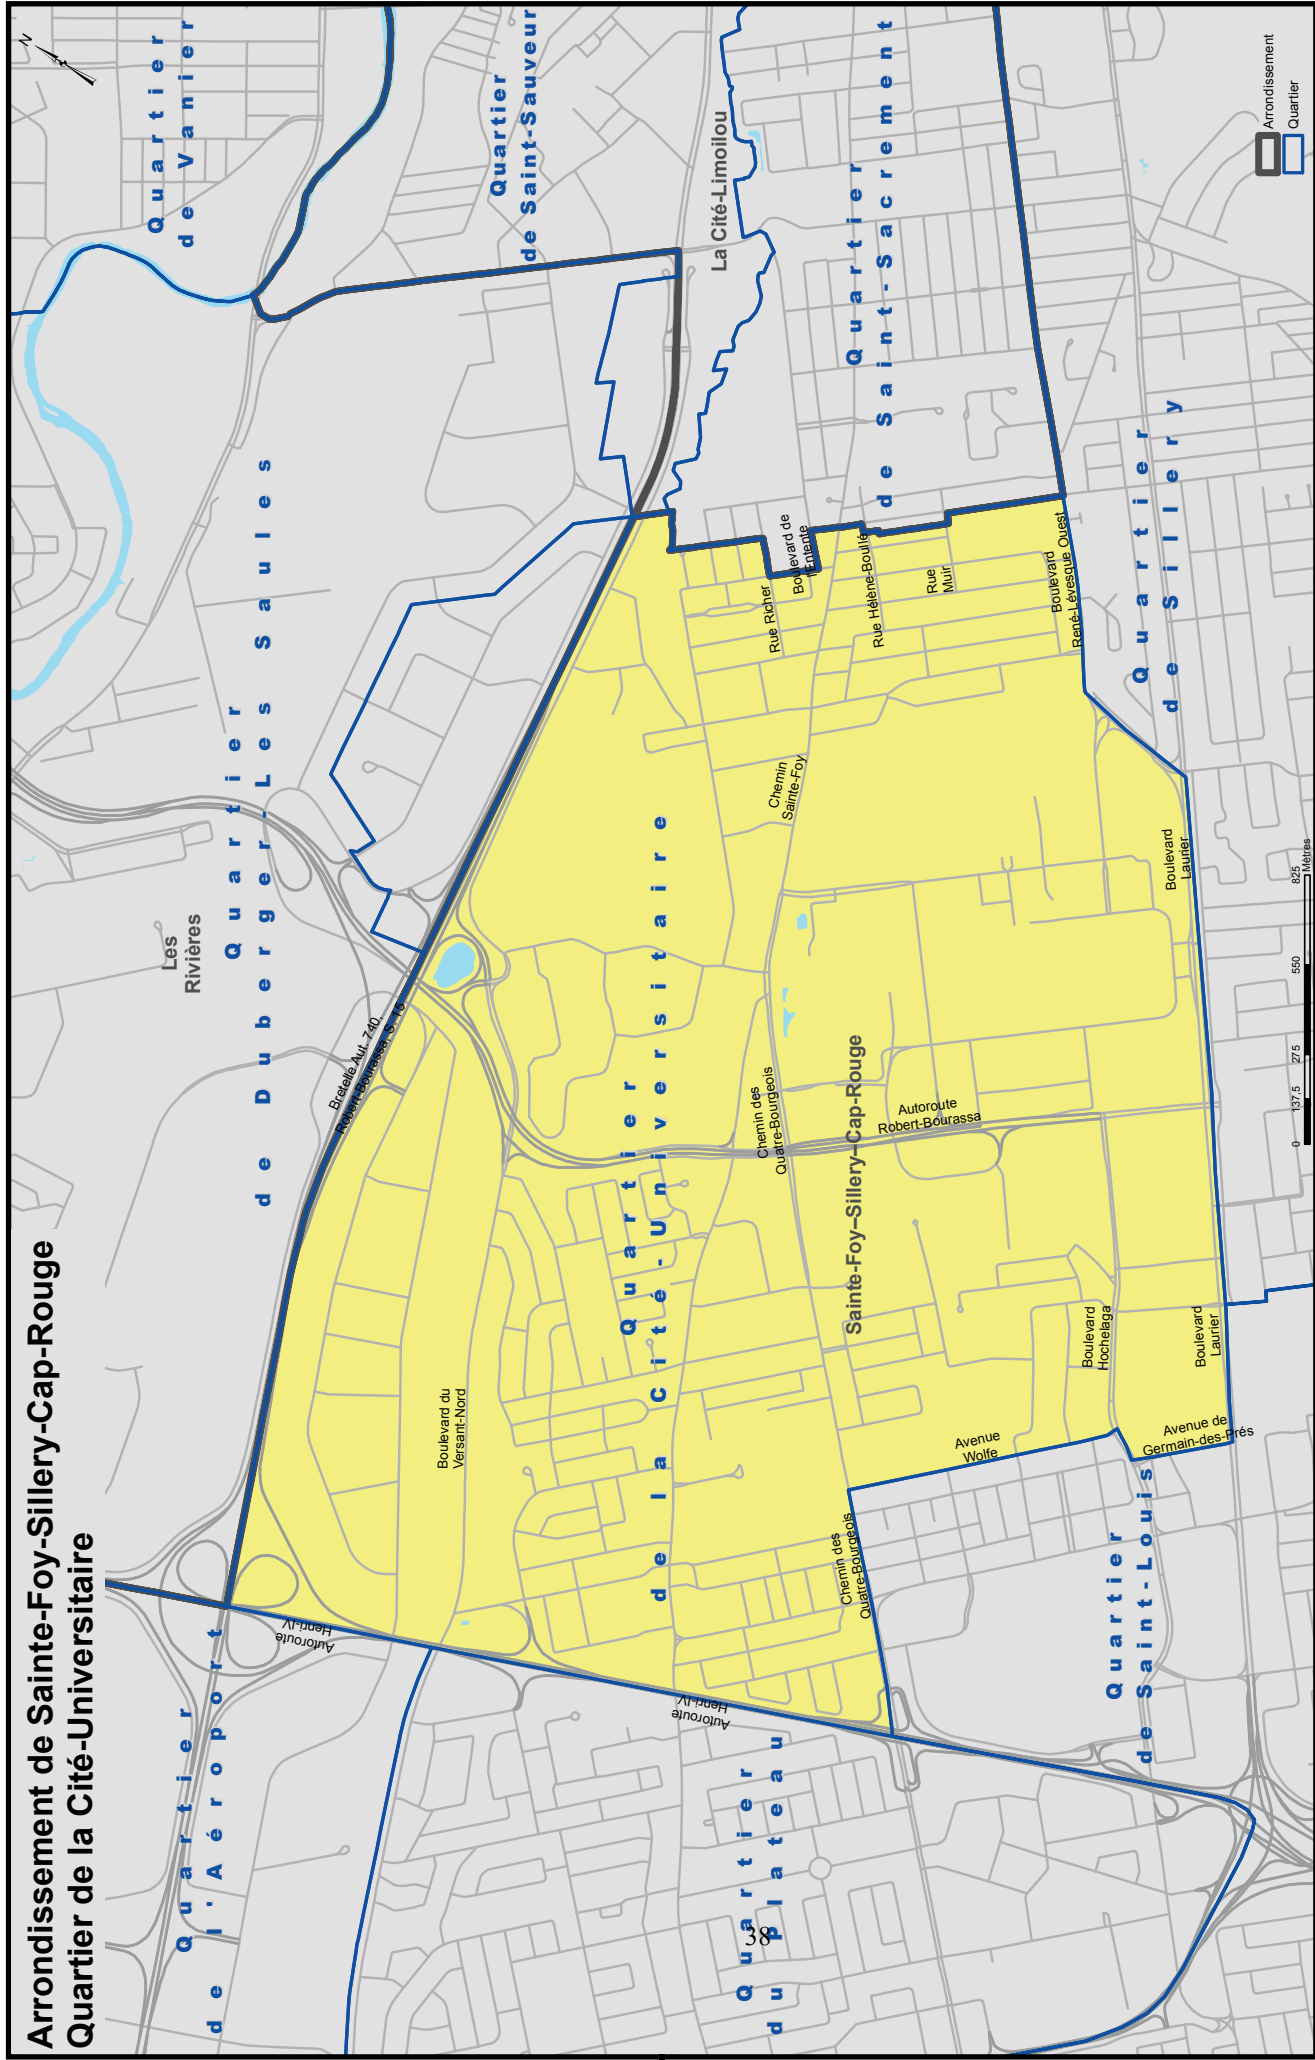 Arrondissement de Sainte-Foy-Sillery-Cap-Rouge
Quartier de la Cité-Universitaire
N
Quartier
de l'Aéroport
Quartier
de Duberger-Les Saules
Les
Rivières
Quartier
de Vanier
Quartier
de Saint-Sauveur
La Cité-Limoilou
Quartier
de Saint-Sacrement
Quartier
de Sillery
Quartier
de la Cité-Universitaire
Sainte-Foy–Sillery–Cap-Rouge
Quartier
du Plateau
Quartier
de Saint-Louis
Autoroute
Henri-IV
Autoroute
Henri-IV
Bretelle Aut. 740,
Robert-Bourassa, S. 15
Boulevard du
Versant-Nord
Chemin des
Quatre-Bourgeois
Chemin des
Quatre-Bourgeois
Autoroute
Robert-Bourassa
Chemin
Sainte-Foy
Rue Richer
Boulevard de
l'Entente
Rue Hélène-Boullé
Rue
Muir
Boulevard
René-Lévesque Ouest
Boulevard
Laurier
Boulevard
Laurier
Boulevard
Hochelaga
Avenue
Wolfe
Avenue de
Germain-des-Prés
0 137,5 275 550 825
Mètres
Arrondissement
Quartier
38